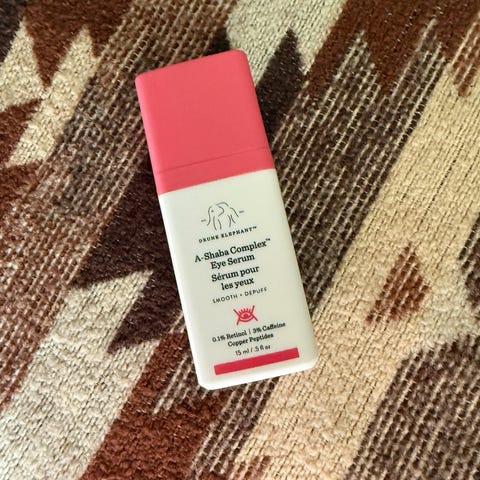 DRUNK ELEPHANT™
A-Shaba Complex™
Eye Serum
Sérum pour
les yeux
SMOOTH + DEPUFF
0.1% Retinol | 3% Caffeine
Copper Peptides
15 ml / .5 fl oz